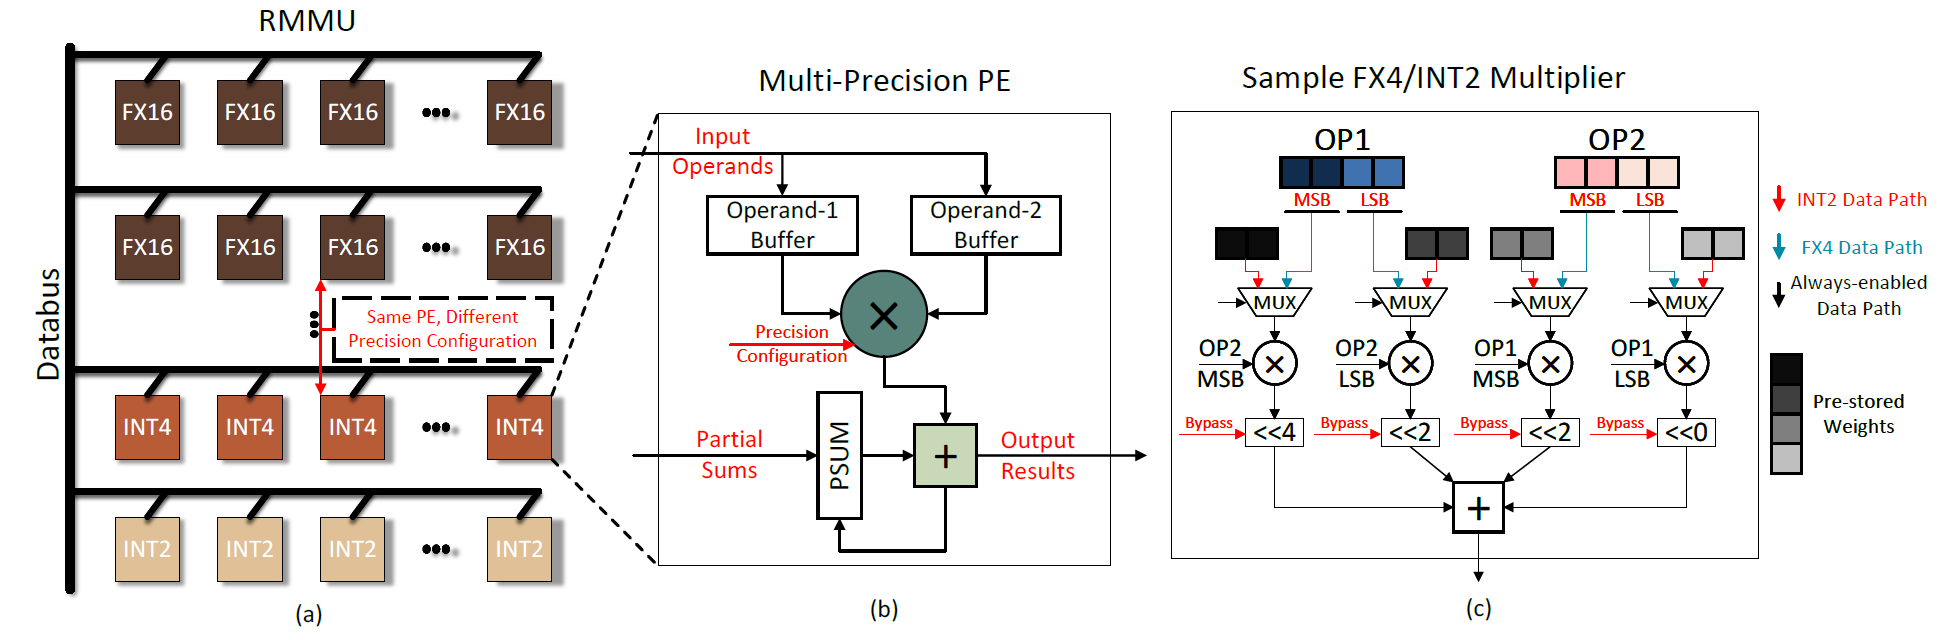 RMMU
Databus
FX16 FX16 FX16 FX16
FX16 FX16 FX16 FX16
Same PE, Different
Precision Configuration
INT4 INT4 INT4 INT4
INT2 INT2 INT2 INT2
(a)
Multi-Precision PE
Input
Operands
Operand-1
Buffer
Operand-2
Buffer
×
Precision
Configuration
Partial
Sums
PSUM
+
Output
Results
(b)
Sample FX4/INT2 Multiplier
OP1 OP2
MSB LSB MSB LSB
MUX MUX MUX MUX
OP2
MSB
×
OP2
LSB
×
OP1
MSB
×
OP1
LSB
×
Bypass <<4 Bypass <<2 Bypass <<2 Bypass <<0
+
(c)
INT2 Data Path
FX4 Data Path
Always-enabled
Data Path
Pre-stored
Weights